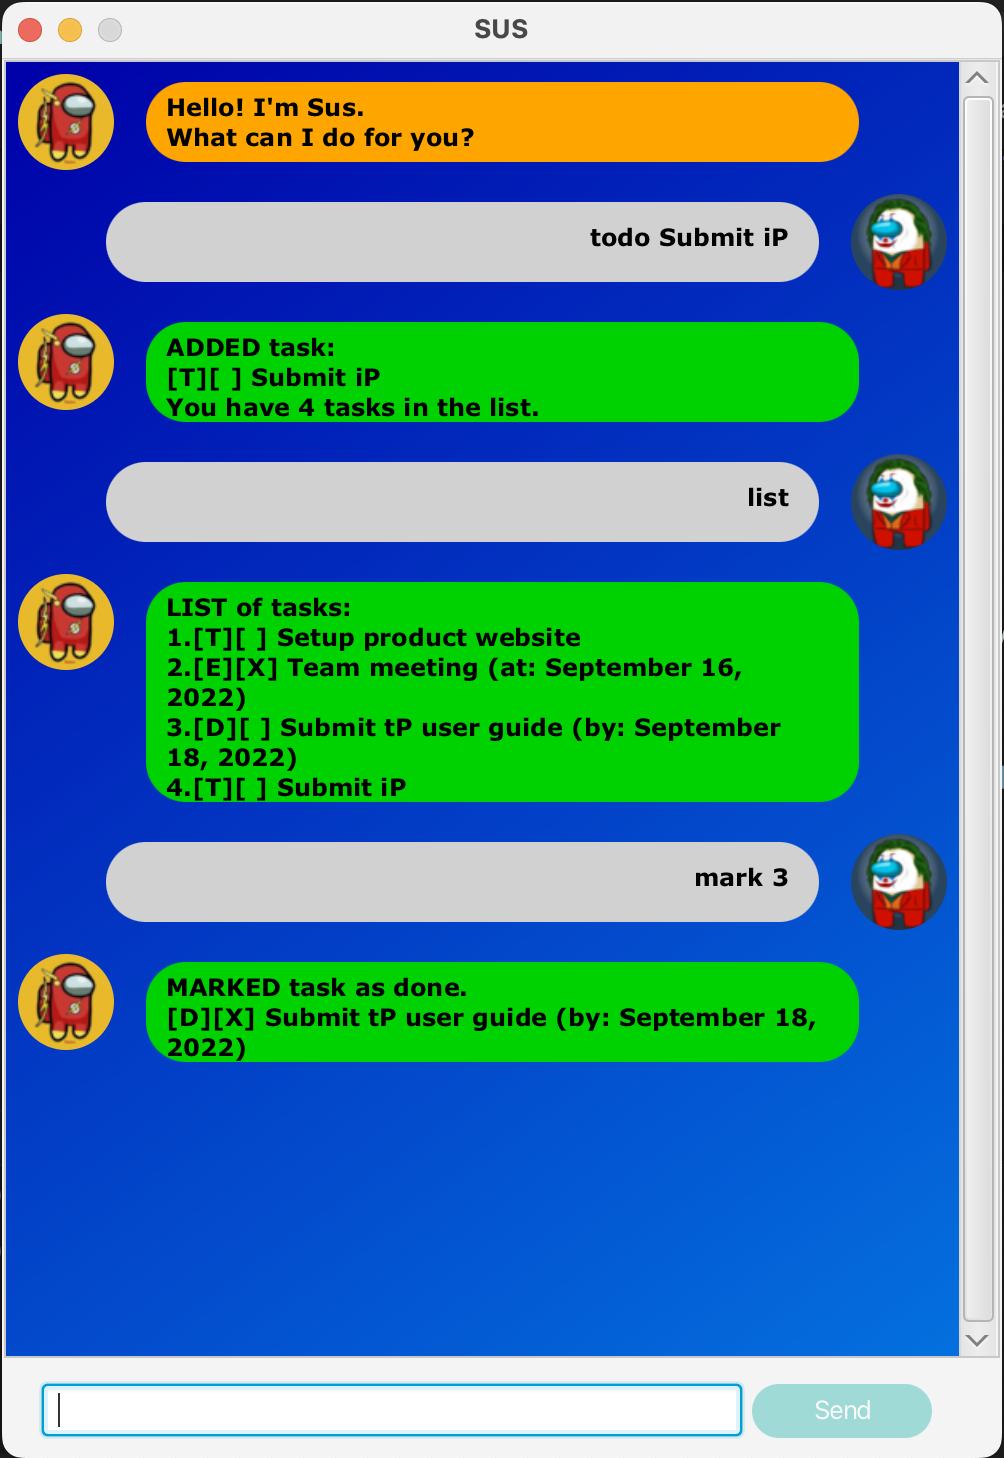 SUS
Hello! I'm Sus.
What can I do for you?
todo Submit iP
ADDED task:
[T][ ] Submit iP
You have 4 tasks in the list.
list
LIST of tasks:
1.[T][ ] Setup product website
2.[E][X] Team meeting (at: September 16,
2022)
3.[D][ ] Submit tP user guide (by: September
18, 2022)
4.[T][ ] Submit iP
mark 3
MARKED task as done.
[D][X] Submit tP user guide (by: September 18,
2022)
Send